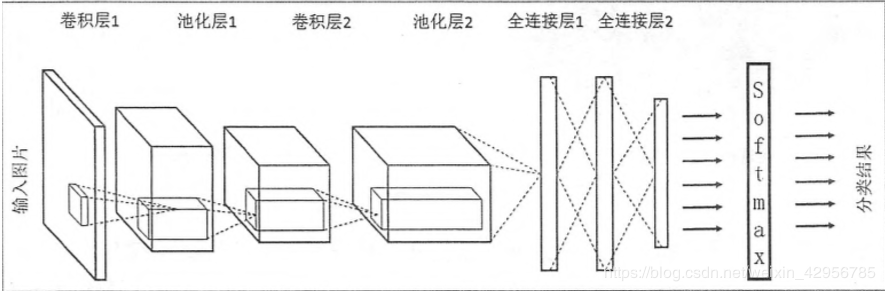 卷积层1 池化层1 卷积层2 池化层2 全连接层1 全连接层2
输入图片
Softmax
分类结果
https://blog.csdn.net/weixin_42956785